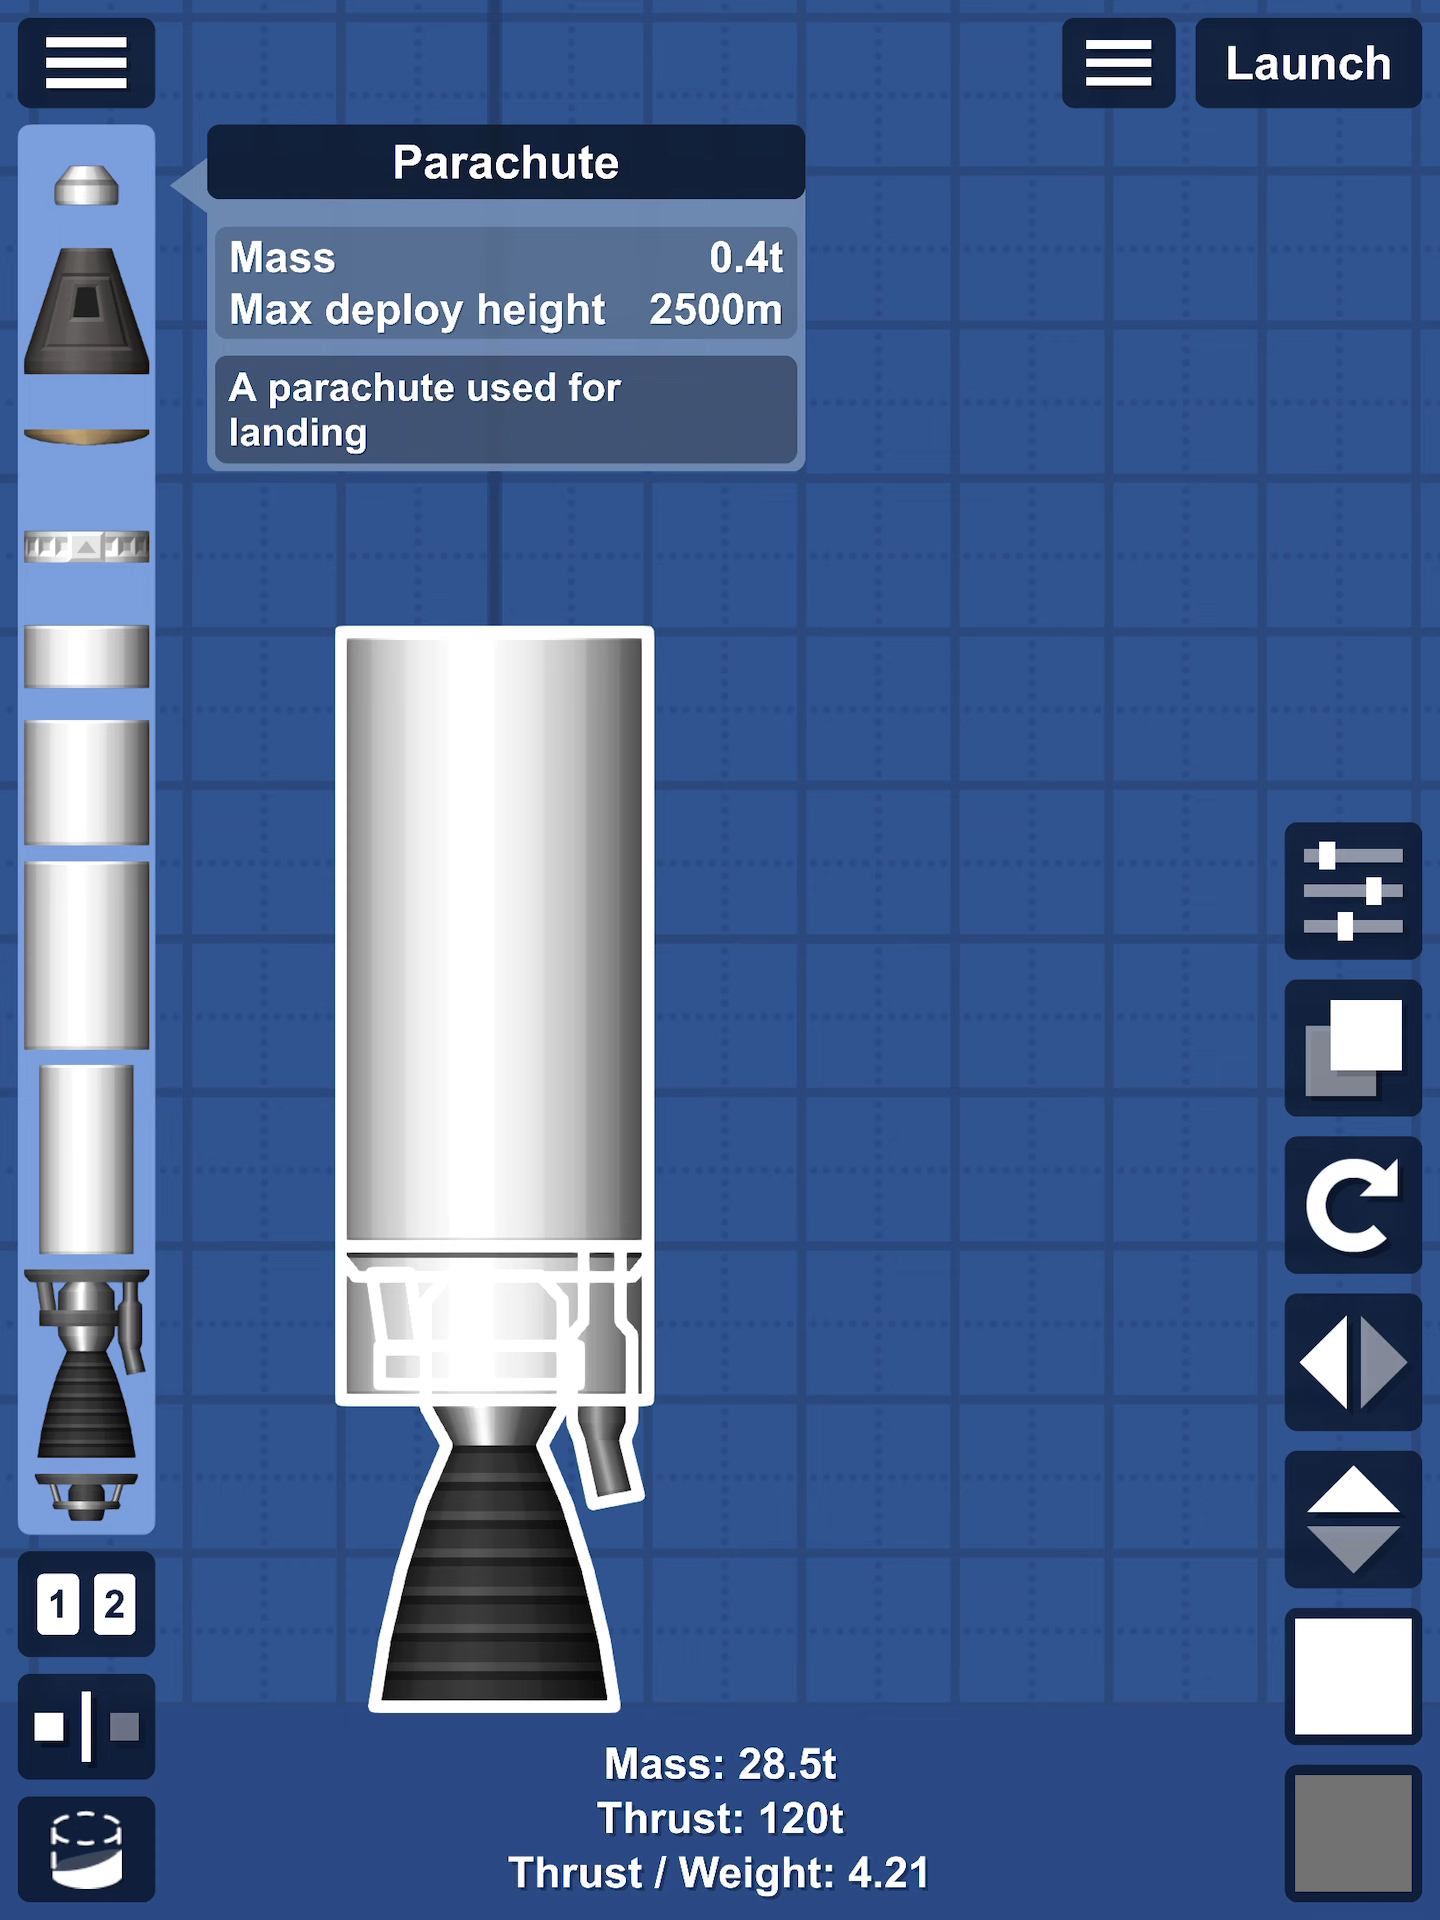 Launch
Parachute
Mass 0.4t
Max deploy height 2500m
A parachute used for
landing
1 2
Mass: 28.5t
Thrust: 120t
Thrust / Weight: 4.21